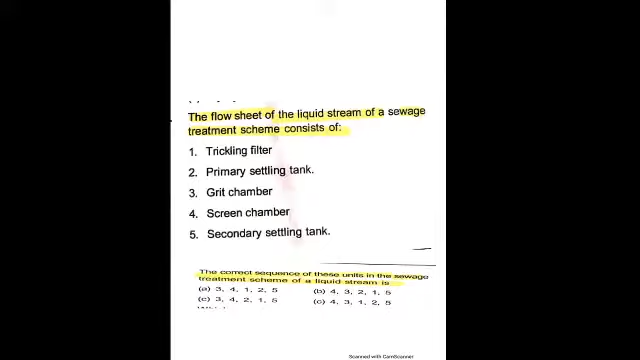 The flow sheet of the liquid stream of a sewage
treatment scheme consists of:
1. Trickling filter
2. Primary settling tank.
3. Grit chamber
4. Screen chamber
5. Secondary settling tank.
The correct sequence of these units in the sewage
treatment scheme of a liquid stream is
(a) 3, 4, 1, 2, 5 (b) 4, 3, 2, 1, 5
(c) 3, 4, 2, 1, 5 (c) 4, 3, 1, 2, 5
Scanned with CamScanner